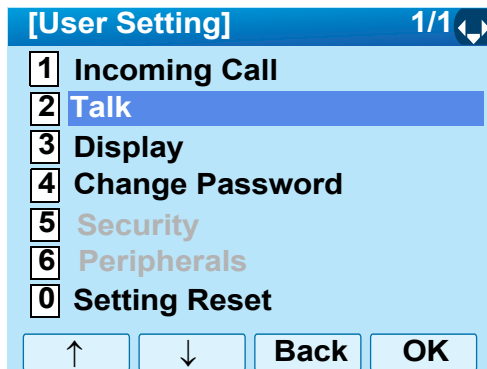 [User Setting] 1/1
1 Incoming Call
2 Talk
3 Display
4 Change Password
5 Security
6 Peripherals
0 Setting Reset
↑ ↓ Back OK